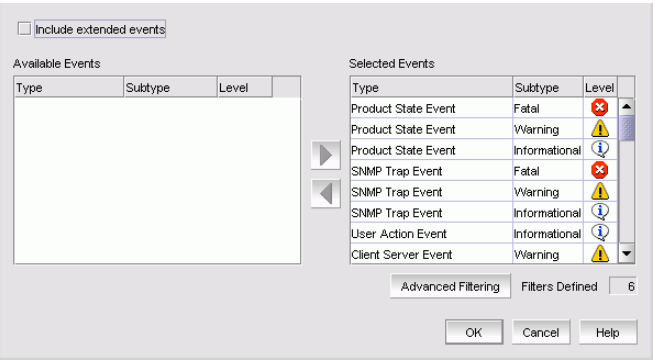 Include extended events
Available Events
Selected Events
Type Subtype Level
Type Subtype Level
Product State Event Fatal
Product State Event Warning
Product State Event Informational
SNMP Trap Event Fatal
SNMP Trap Event Warning
SNMP Trap Event Informational
User Action Event Informational
Client Server Event Warning
Advanced Filtering Filters Defined 6
OK Cancel Help